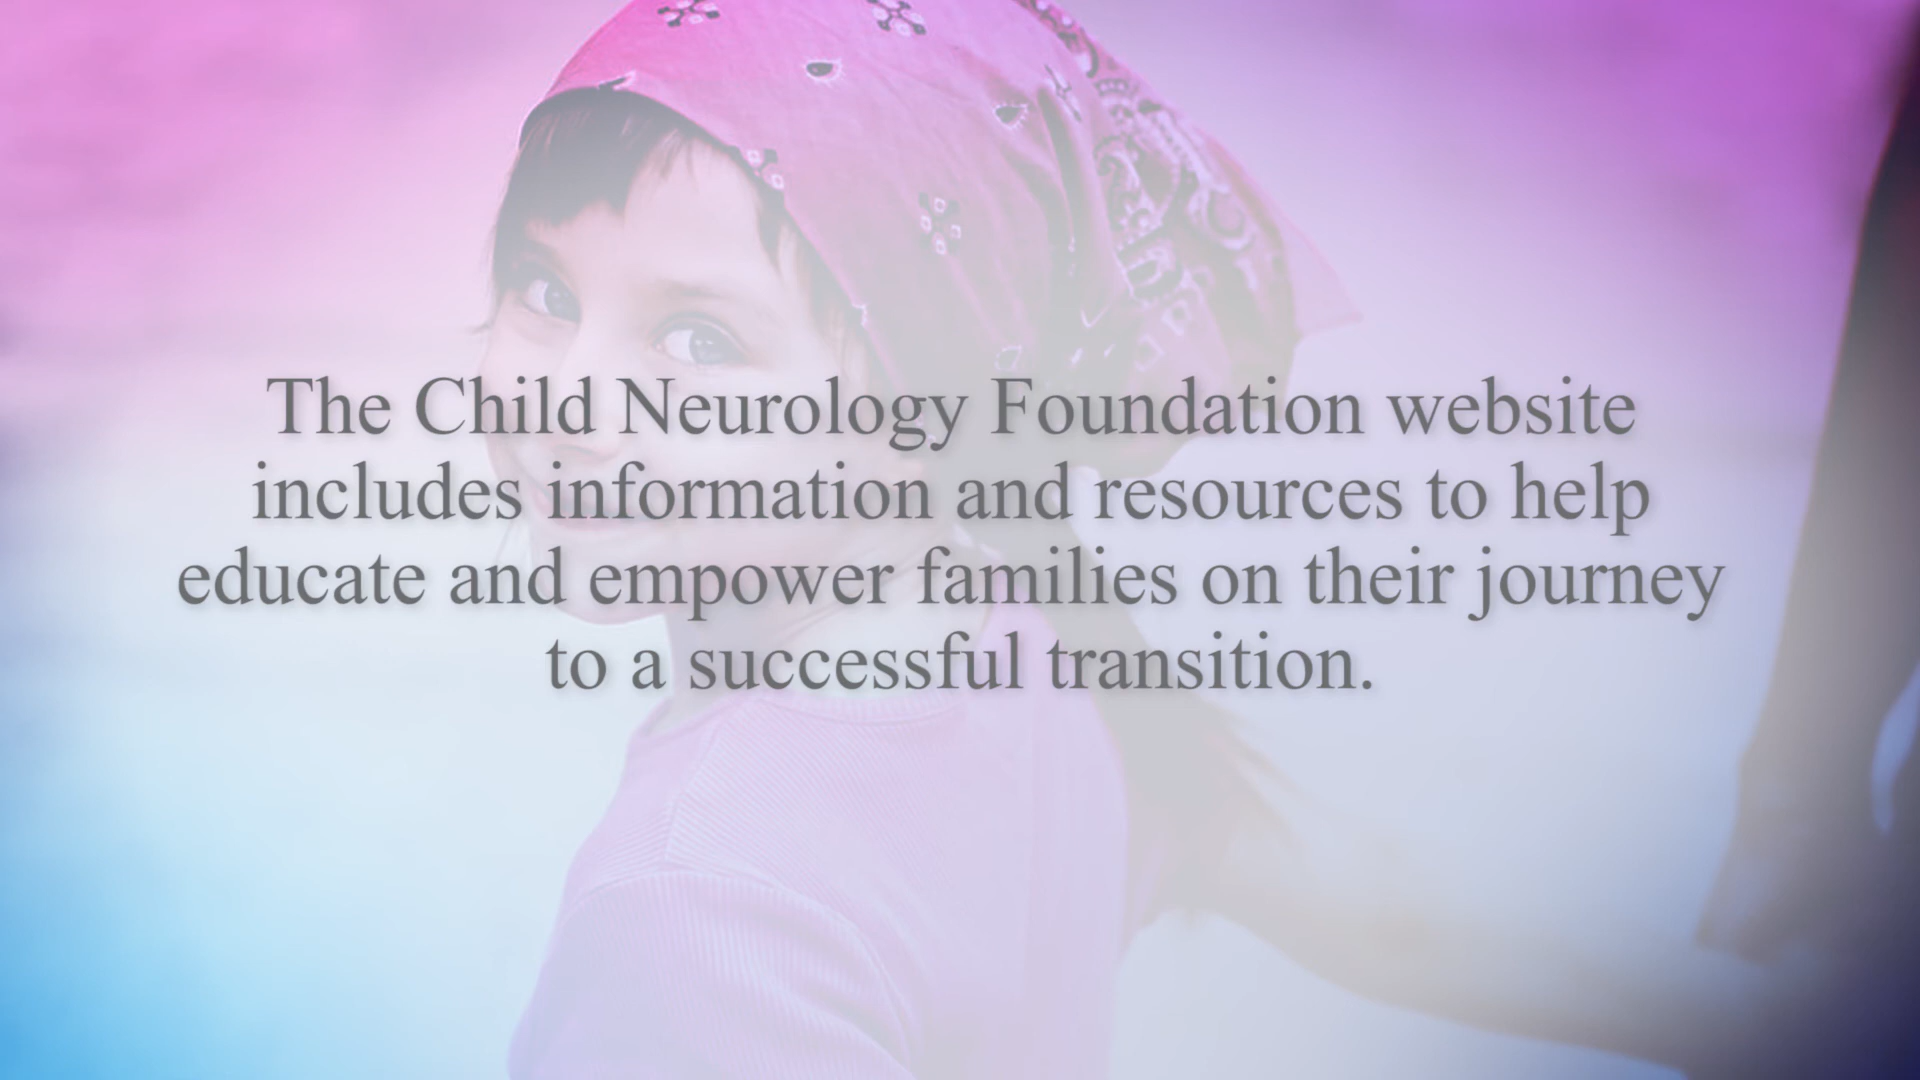 The Child Neurology Foundation website
includes information and resources to help
educate and empower families on their journey
to a successful transition.